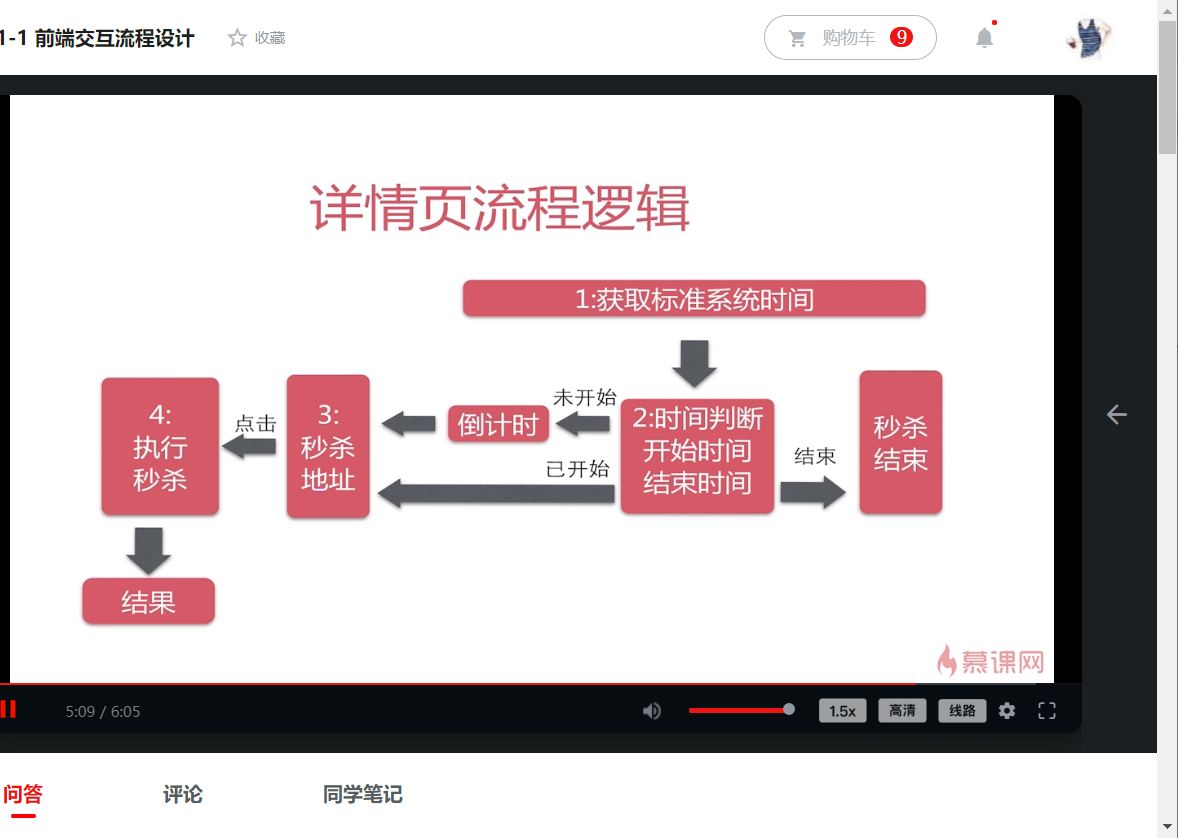 1-1 前端交互流程设计
收藏
购物车 9
详情页流程逻辑
1:获取标准系统时间
未开始
倒计时
2:时间判断
开始时间
结束时间
已开始
结束
秒杀
结束
3:
秒杀
地址
点击
4:
执行
秒杀
结果
慕课网
5:09 / 6:05
1.5x
高清
线路
问答
评论
同学笔记